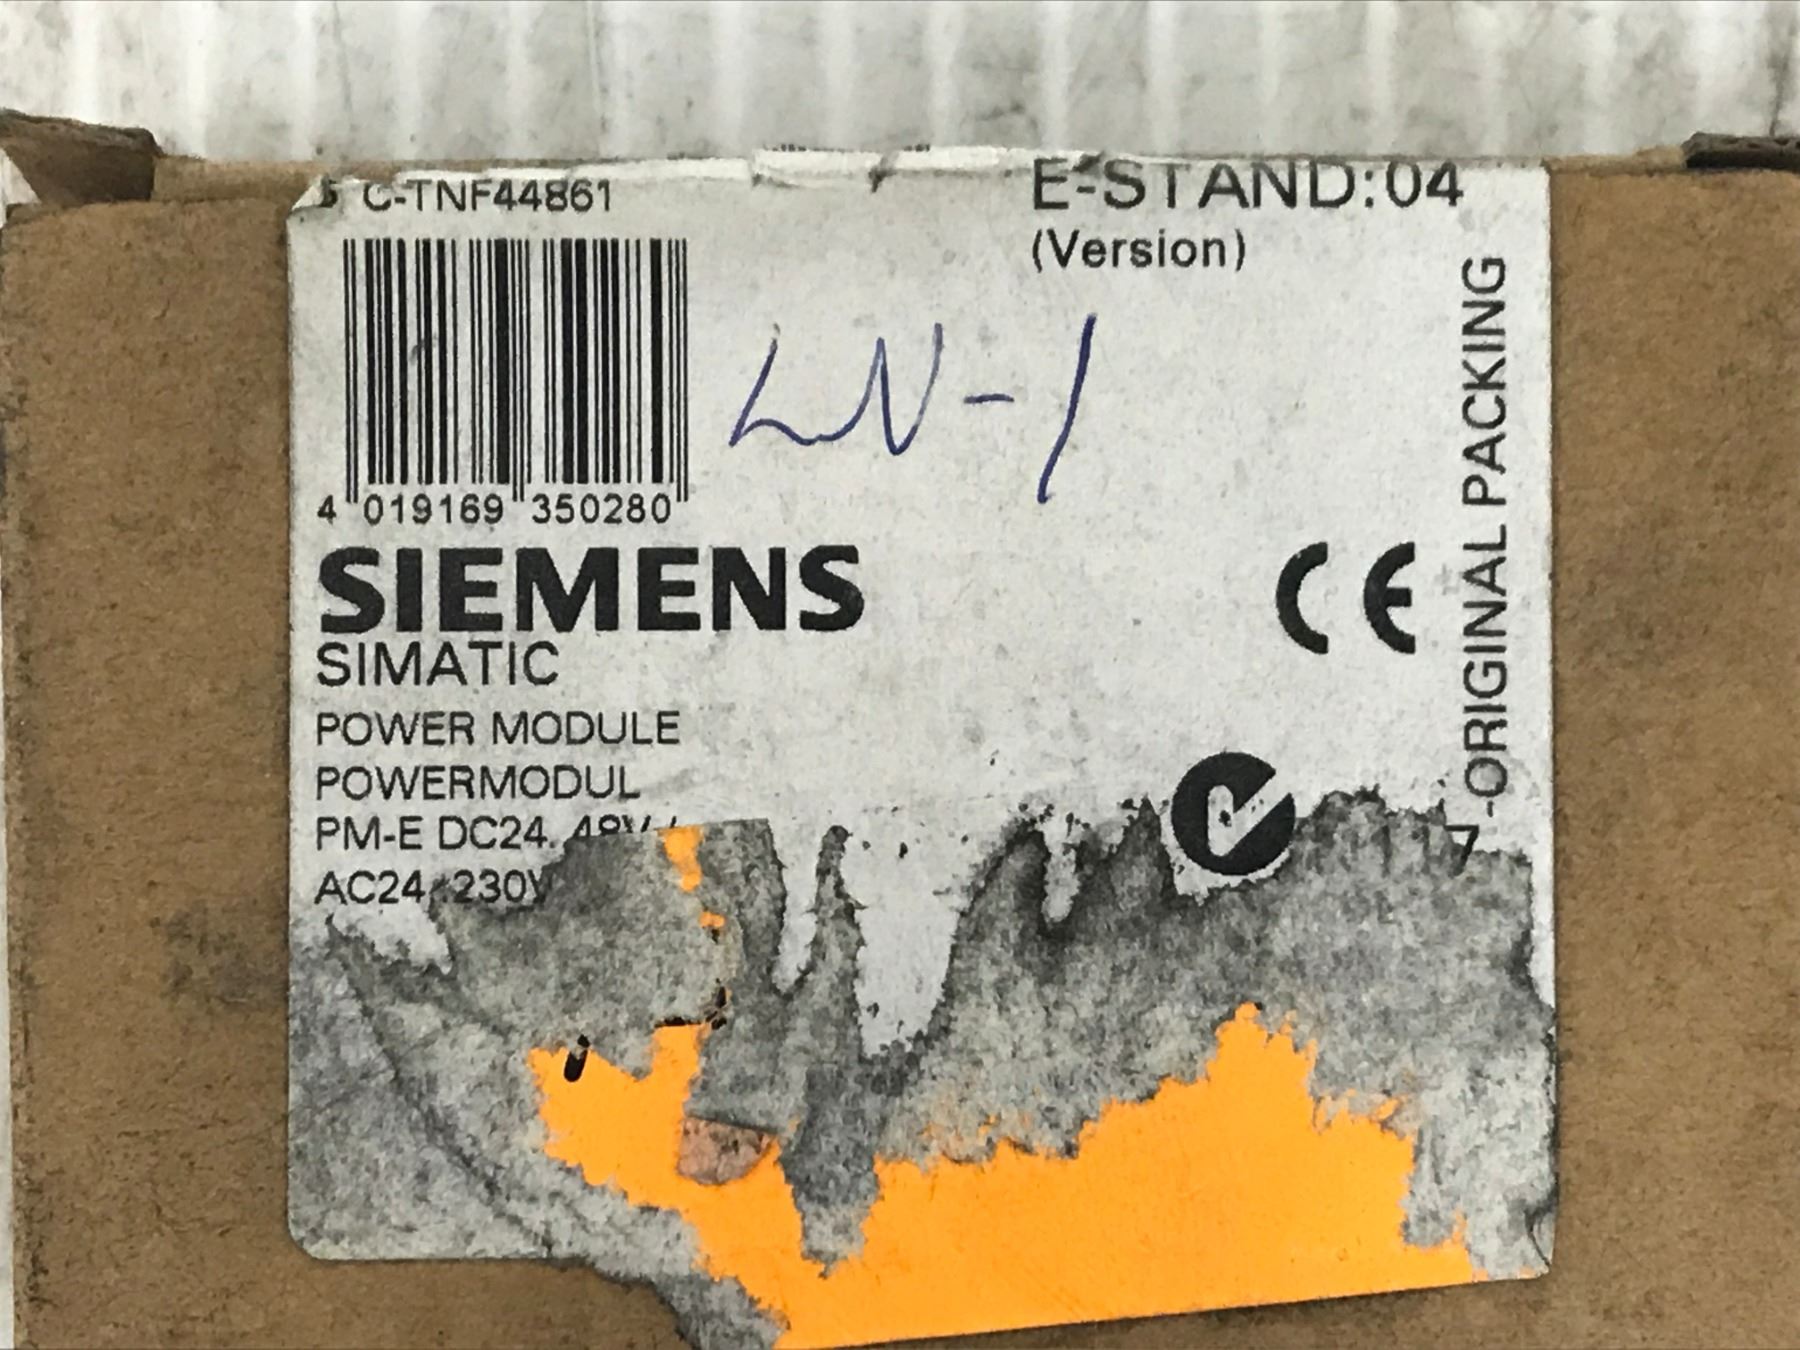 C-TNF44861
E-STAND:04
(Version)
LN-1
4 019169 350280
SIEMENS
SIMATIC
CE
POWER MODULE
POWERMODUL
PM-E DC24..48V/
AC24..230V
-ORIGINAL PACKING